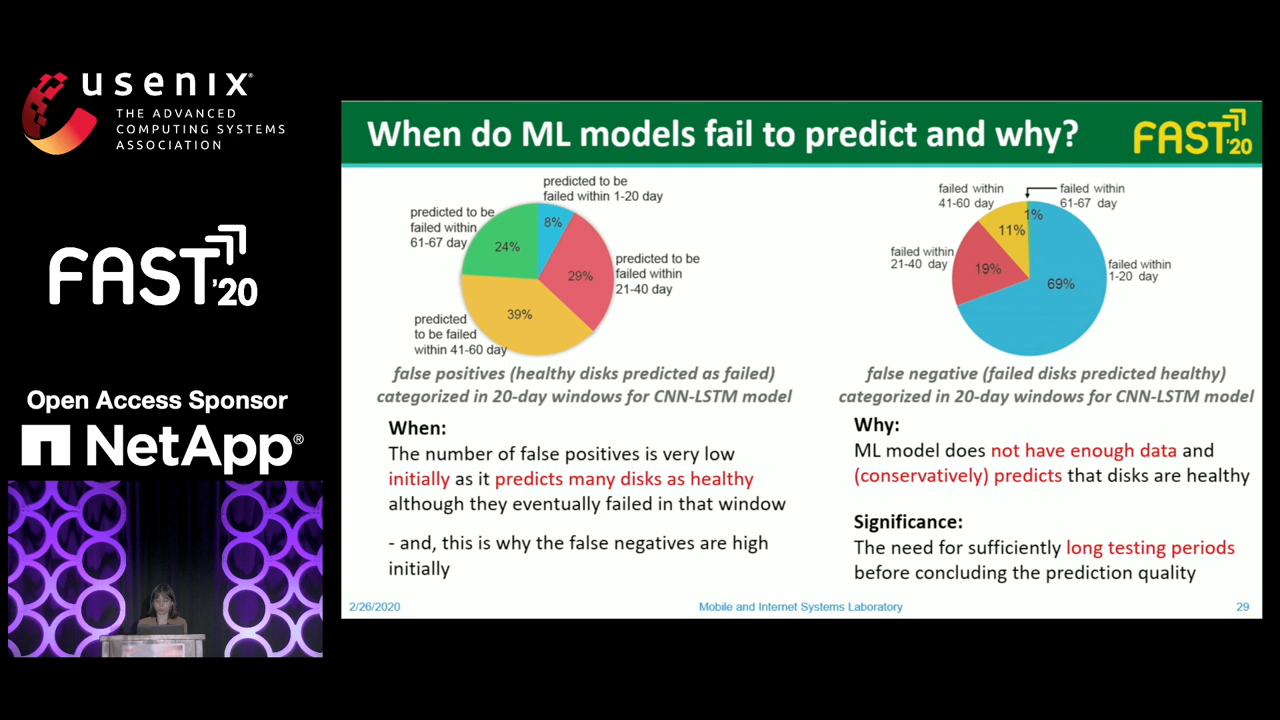 usenix®
THE ADVANCED
COMPUTING SYSTEMS
ASSOCIATION
FAST'20
Open Access Sponsor
NetApp®
When do ML models fail to predict and why?
FAST'20
predicted to be
failed within 1-20 day
predicted to be
failed within
61-67 day
8%
24%
29%
39%
predicted to be
failed within
21-40 day
predicted
to be failed
within 41-60 day
false positives (healthy disks predicted as failed)
categorized in 20-day windows for CNN-LSTM model
failed within
41-60 day
failed within
61-67 day
1%
11%
19%
69%
failed within
21-40 day
failed within
1-20 day
false negative (failed disks predicted healthy)
categorized in 20-day windows for CNN-LSTM model
When:
The number of false positives is very low
initially as it predicts many disks as healthy
although they eventually failed in that window
- and, this is why the false negatives are high
initially
Why:
ML model does not have enough data and
(conservatively) predicts that disks are healthy
Significance:
The need for sufficiently long testing periods
before concluding the prediction quality
2/26/2020
Mobile and Internet Systems Laboratory
29